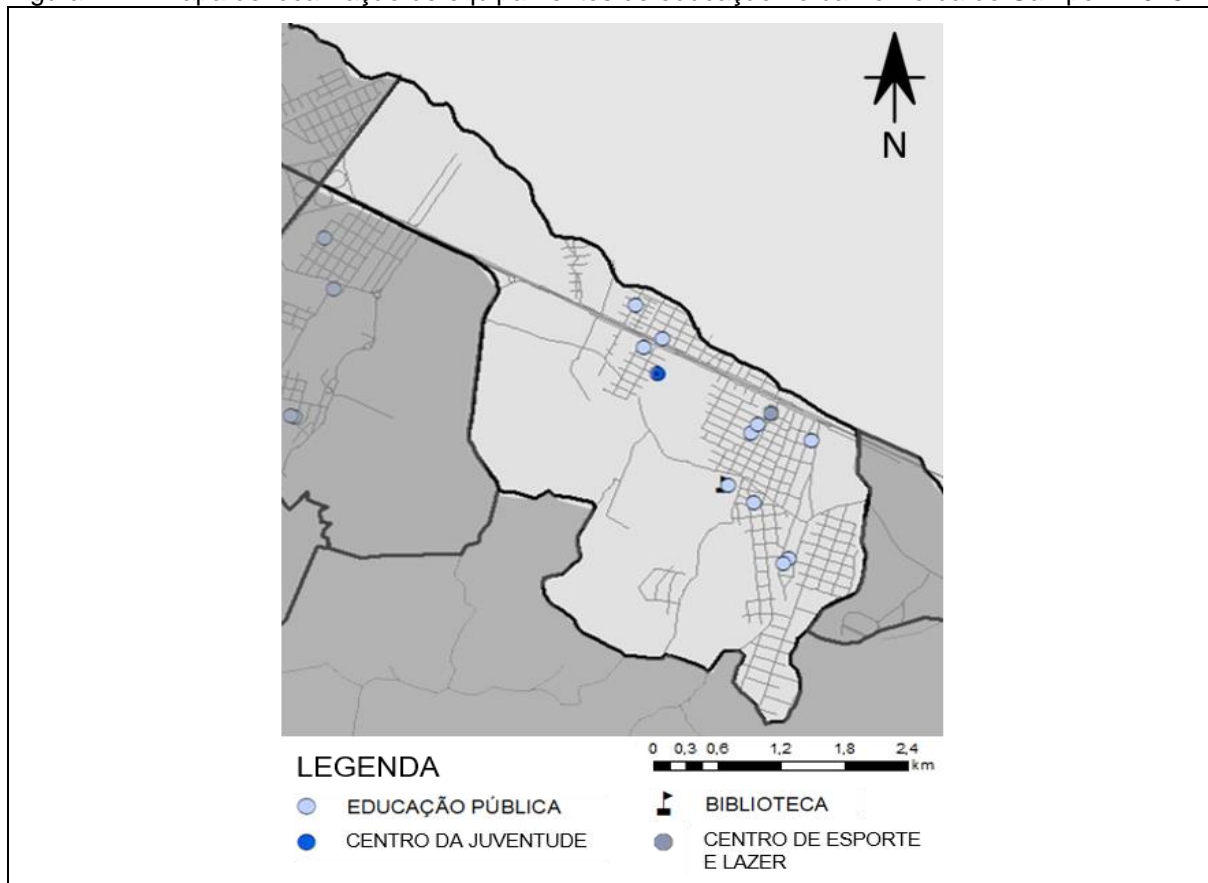 N
LEGENDA
0 0,3 0,6 1,2 1,8 2,4
km
EDUCAÇÃO PÚBLICA
BIBLIOTECA
CENTRO DA JUVENTUDE
CENTRO DE ESPORTE
E LAZER